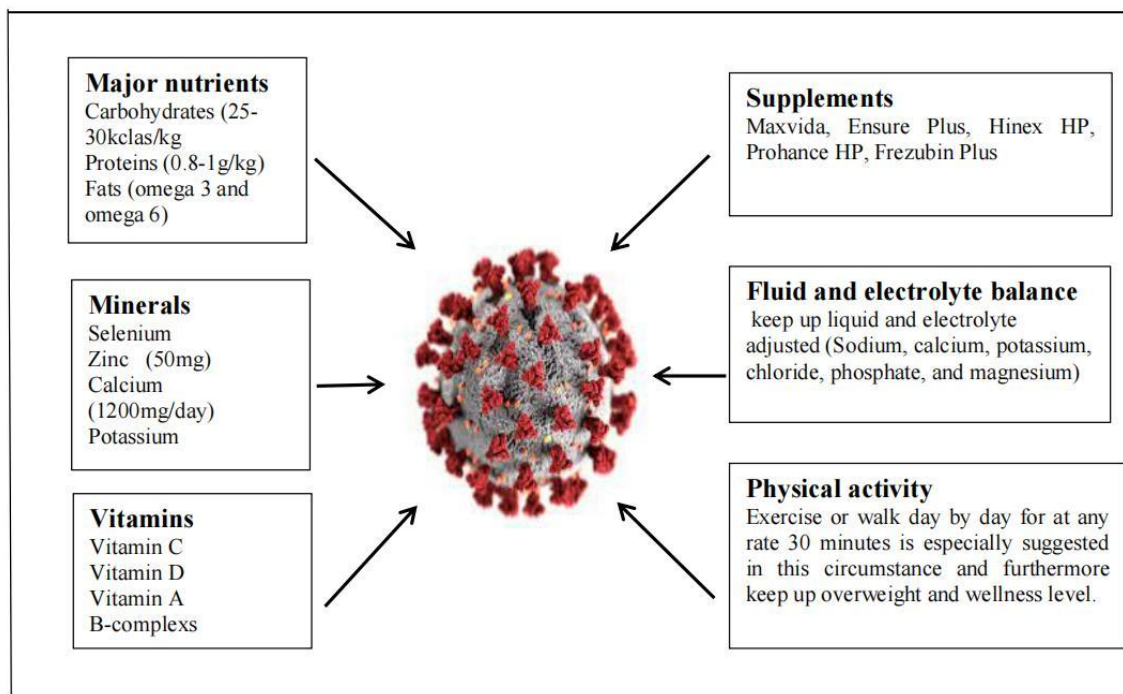 Major nutrients
Carbohydrates (25-
30kclas/kg
Proteins (0.8-1g/kg)
Fats (omega 3 and
omega 6)
Minerals
Selenium
Zinc (50mg)
Calcium
(1200mg/day)
Potassium
Vitamins
Vitamin C
Vitamin D
Vitamin A
B-complexs
Supplements
Maxvida, Ensure Plus, Hinex HP,
Prohance HP, Frezubin Plus
Fluid and electrolyte balance
keep up liquid and electrolyte
adjusted (Sodium, calcium, potassium,
chloride, phosphate, and magnesium)
Physical activity
Exercise or walk day by day for at any
rate 30 minutes is especially suggested
in this circumstance and furthermore
keep up overweight and wellness level.